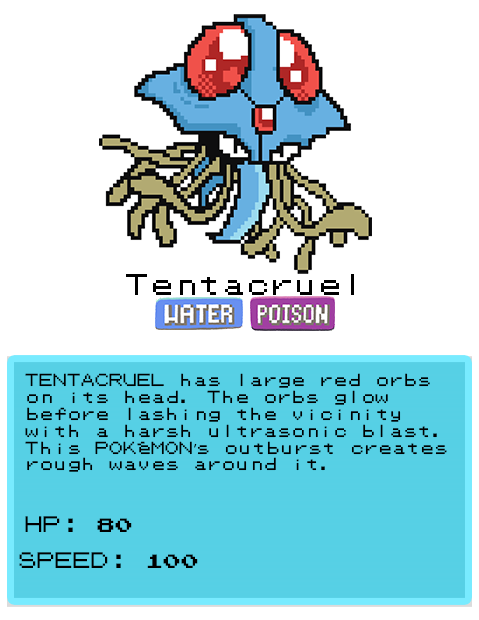 Tentacruel
WATER POISON
TENTACRUEL has large red orbs
on its head. The orbs glow
before lashing the vicinity
with a harsh ultrasonic blast.
This POKéMON's outburst creates
rough waves around it.
HP: 80
SPEED: 100